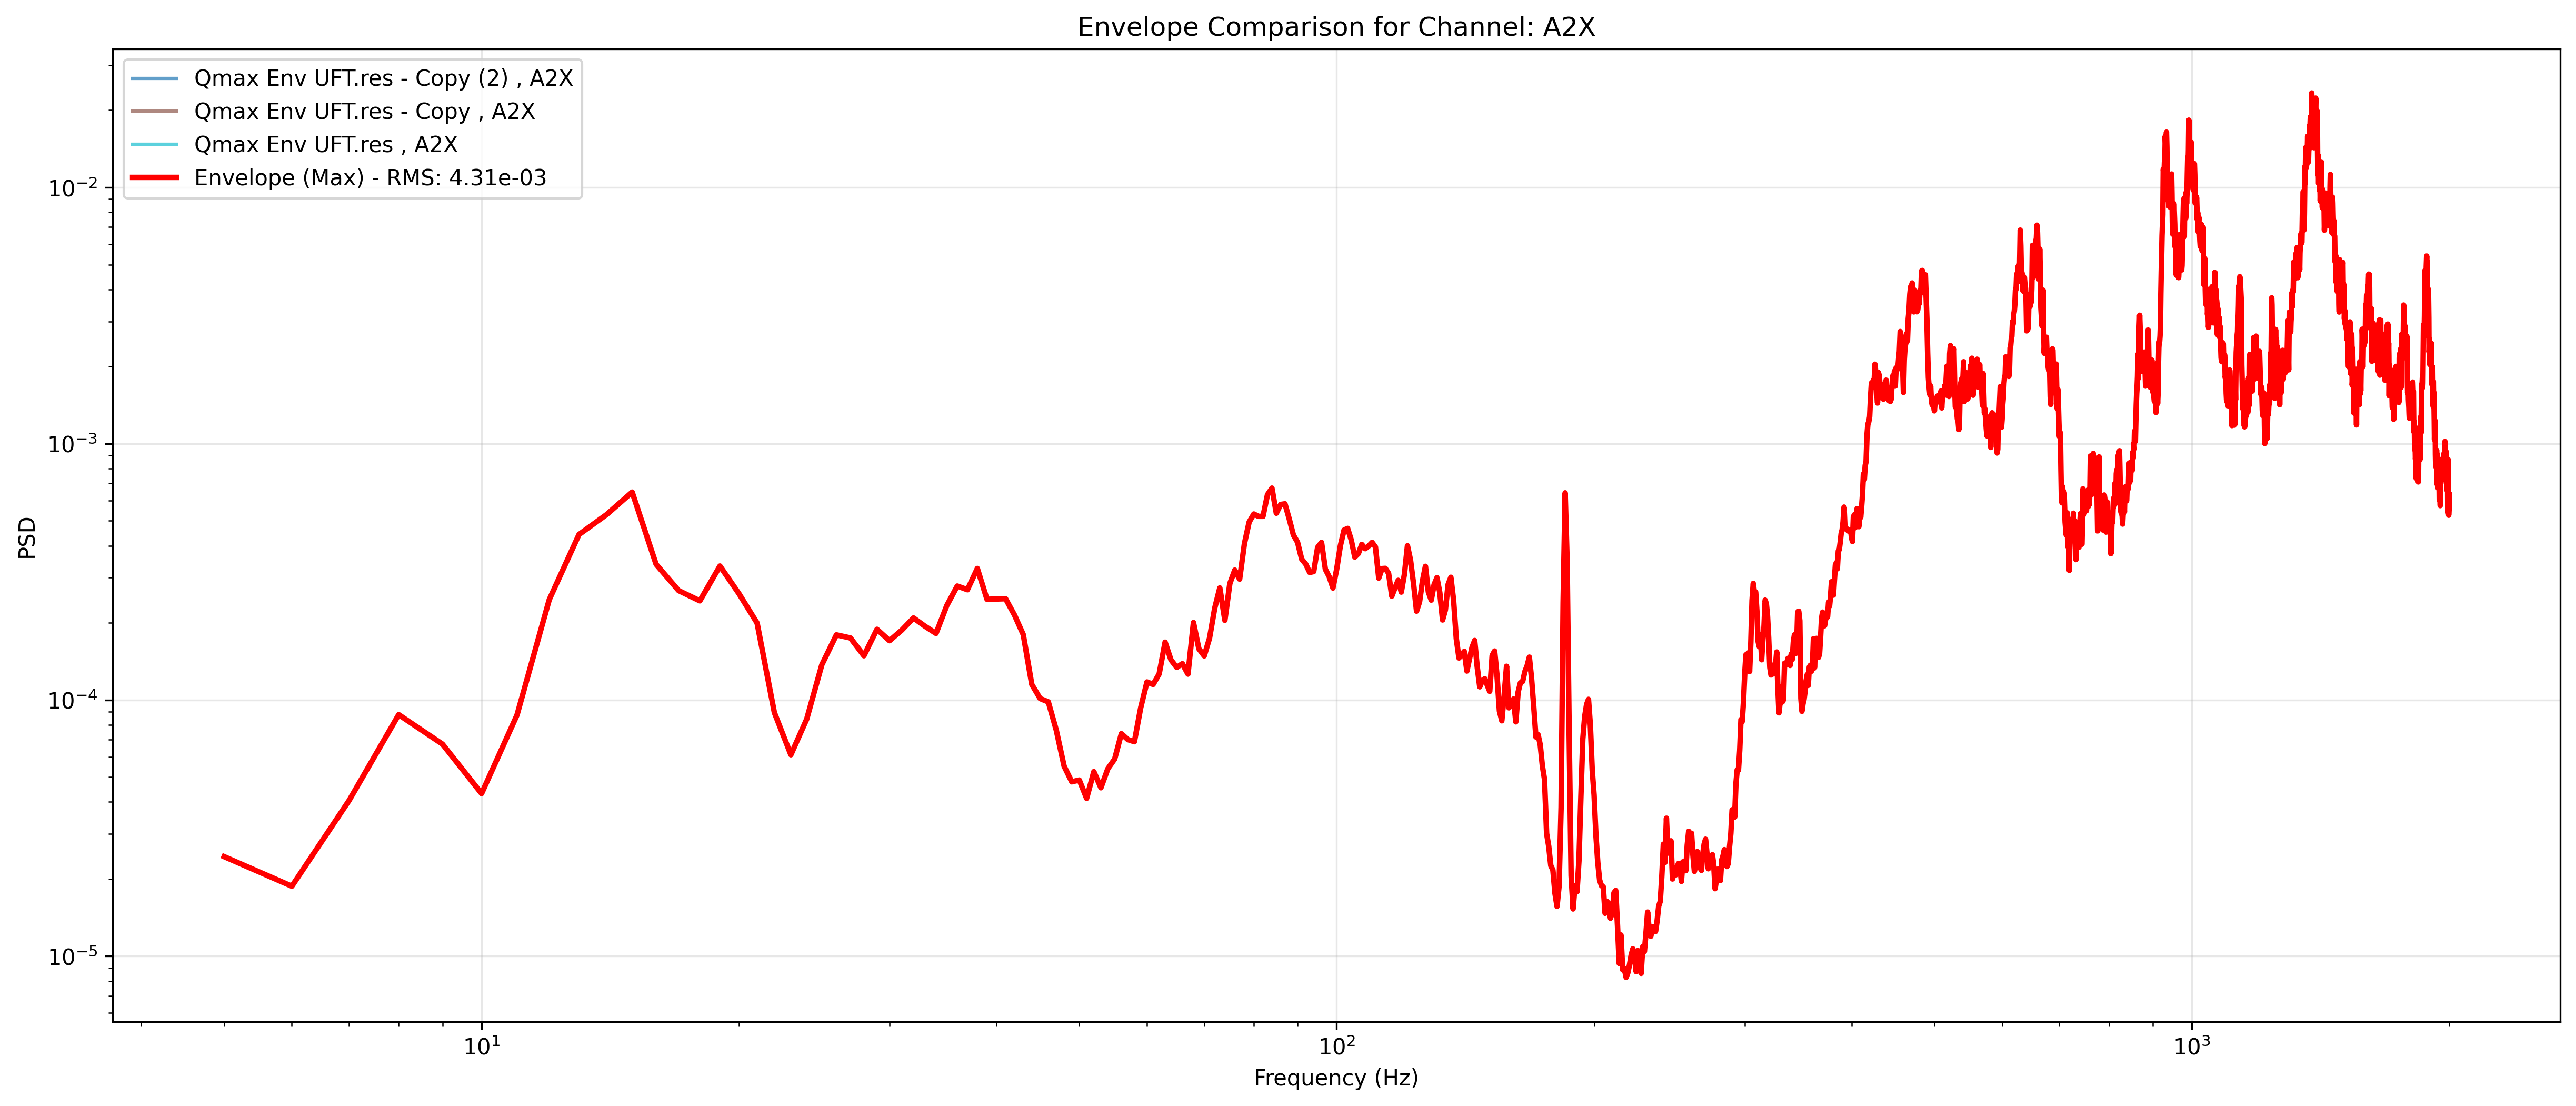 Envelope Comparison for Channel: A2X
Qmax Env UFT.res - Copy (2) , A2X
Qmax Env UFT.res - Copy , A2X
Qmax Env UFT.res , A2X
Envelope (Max) - RMS: 4.31e-03
PSD
10⁻²
10⁻³
10⁻⁴
10⁻⁵
10¹ 10² 10³
Frequency (Hz)